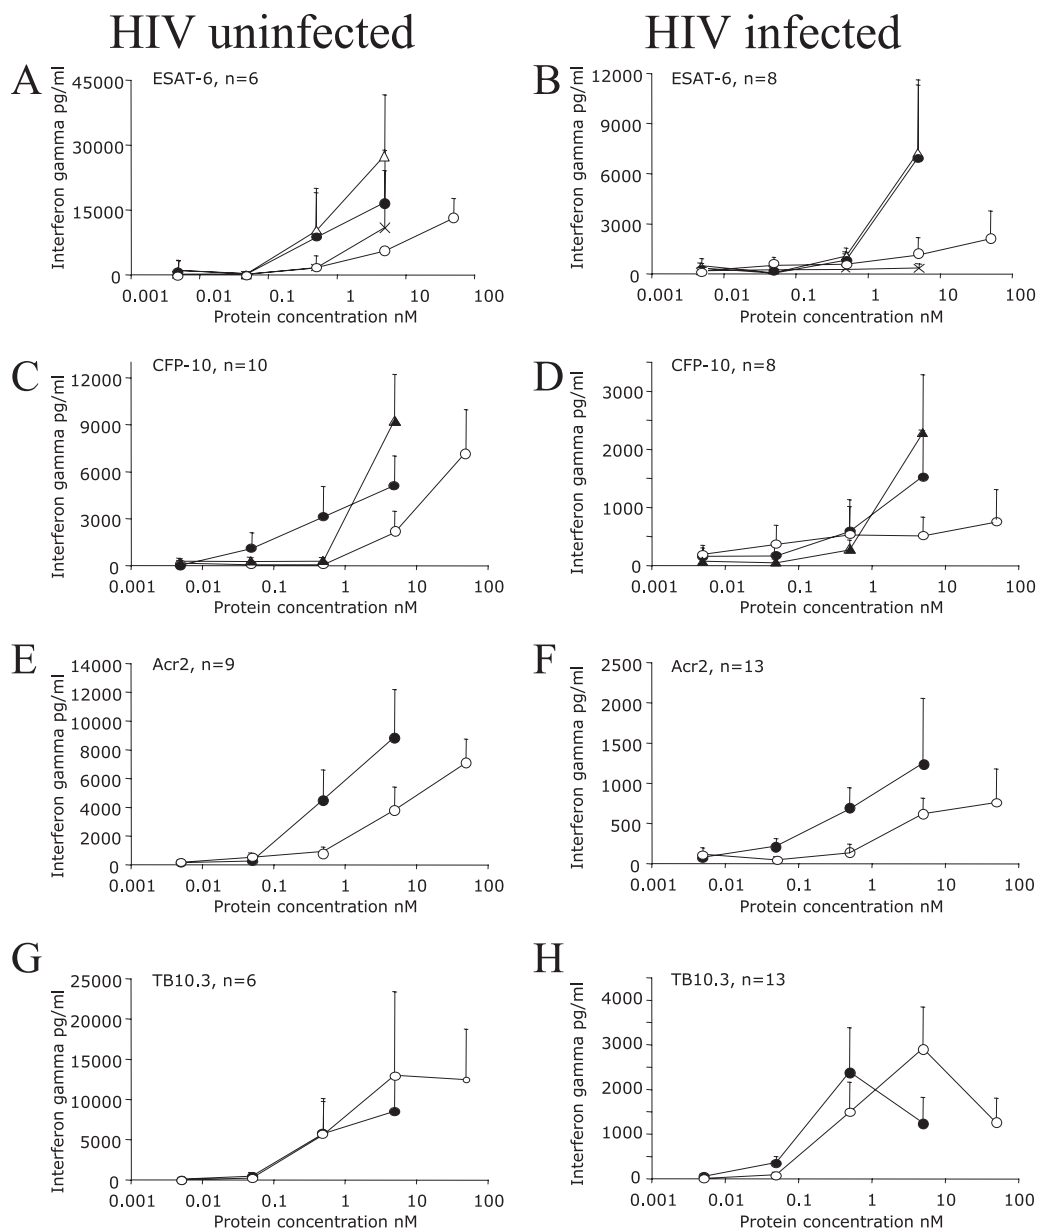 HIV uninfected
HIV infected
A
ESAT-6, n=6
Interferon gamma pg/ml
45000
30000
15000
0
0.001 0.01 0.1 1 10 100
Protein concentration nM
B
ESAT-6, n=8
Interferon gamma pg/ml
12000
9000
6000
3000
0
0.001 0.01 0.1 1 10 100
Protein concentration nM
C
CFP-10, n=10
Interferon gamma pg/ml
12000
9000
6000
3000
0
0.001 0.01 0.1 1 10 100
Protein concentration nM
D
CFP-10, n=8
Interferon gamma pg/ml
3000
2000
1000
0
0.001 0.01 0.1 1 10 100
Protein concentration nM
E
Acr2, n=9
Interferon gamma pg/ml
14000
12000
10000
8000
6000
4000
2000
0
0.001 0.01 0.1 1 10 100
Protein concentration nM
F
Acr2, n=13
Interferon gamma pg/ml
2500
2000
1500
1000
500
0
0.001 0.01 0.1 1 10 100
Protein concentration nM
G
TB10.3, n=6
Interferon gamma pg/ml
25000
20000
15000
10000
5000
0
0.001 0.01 0.1 1 10 100
Protein concentration nM
H
TB10.3, n=13
Interferon gamma pg/ml
4000
3000
2000
1000
0
0.001 0.01 0.1 1 10 100
Protein concentration nM